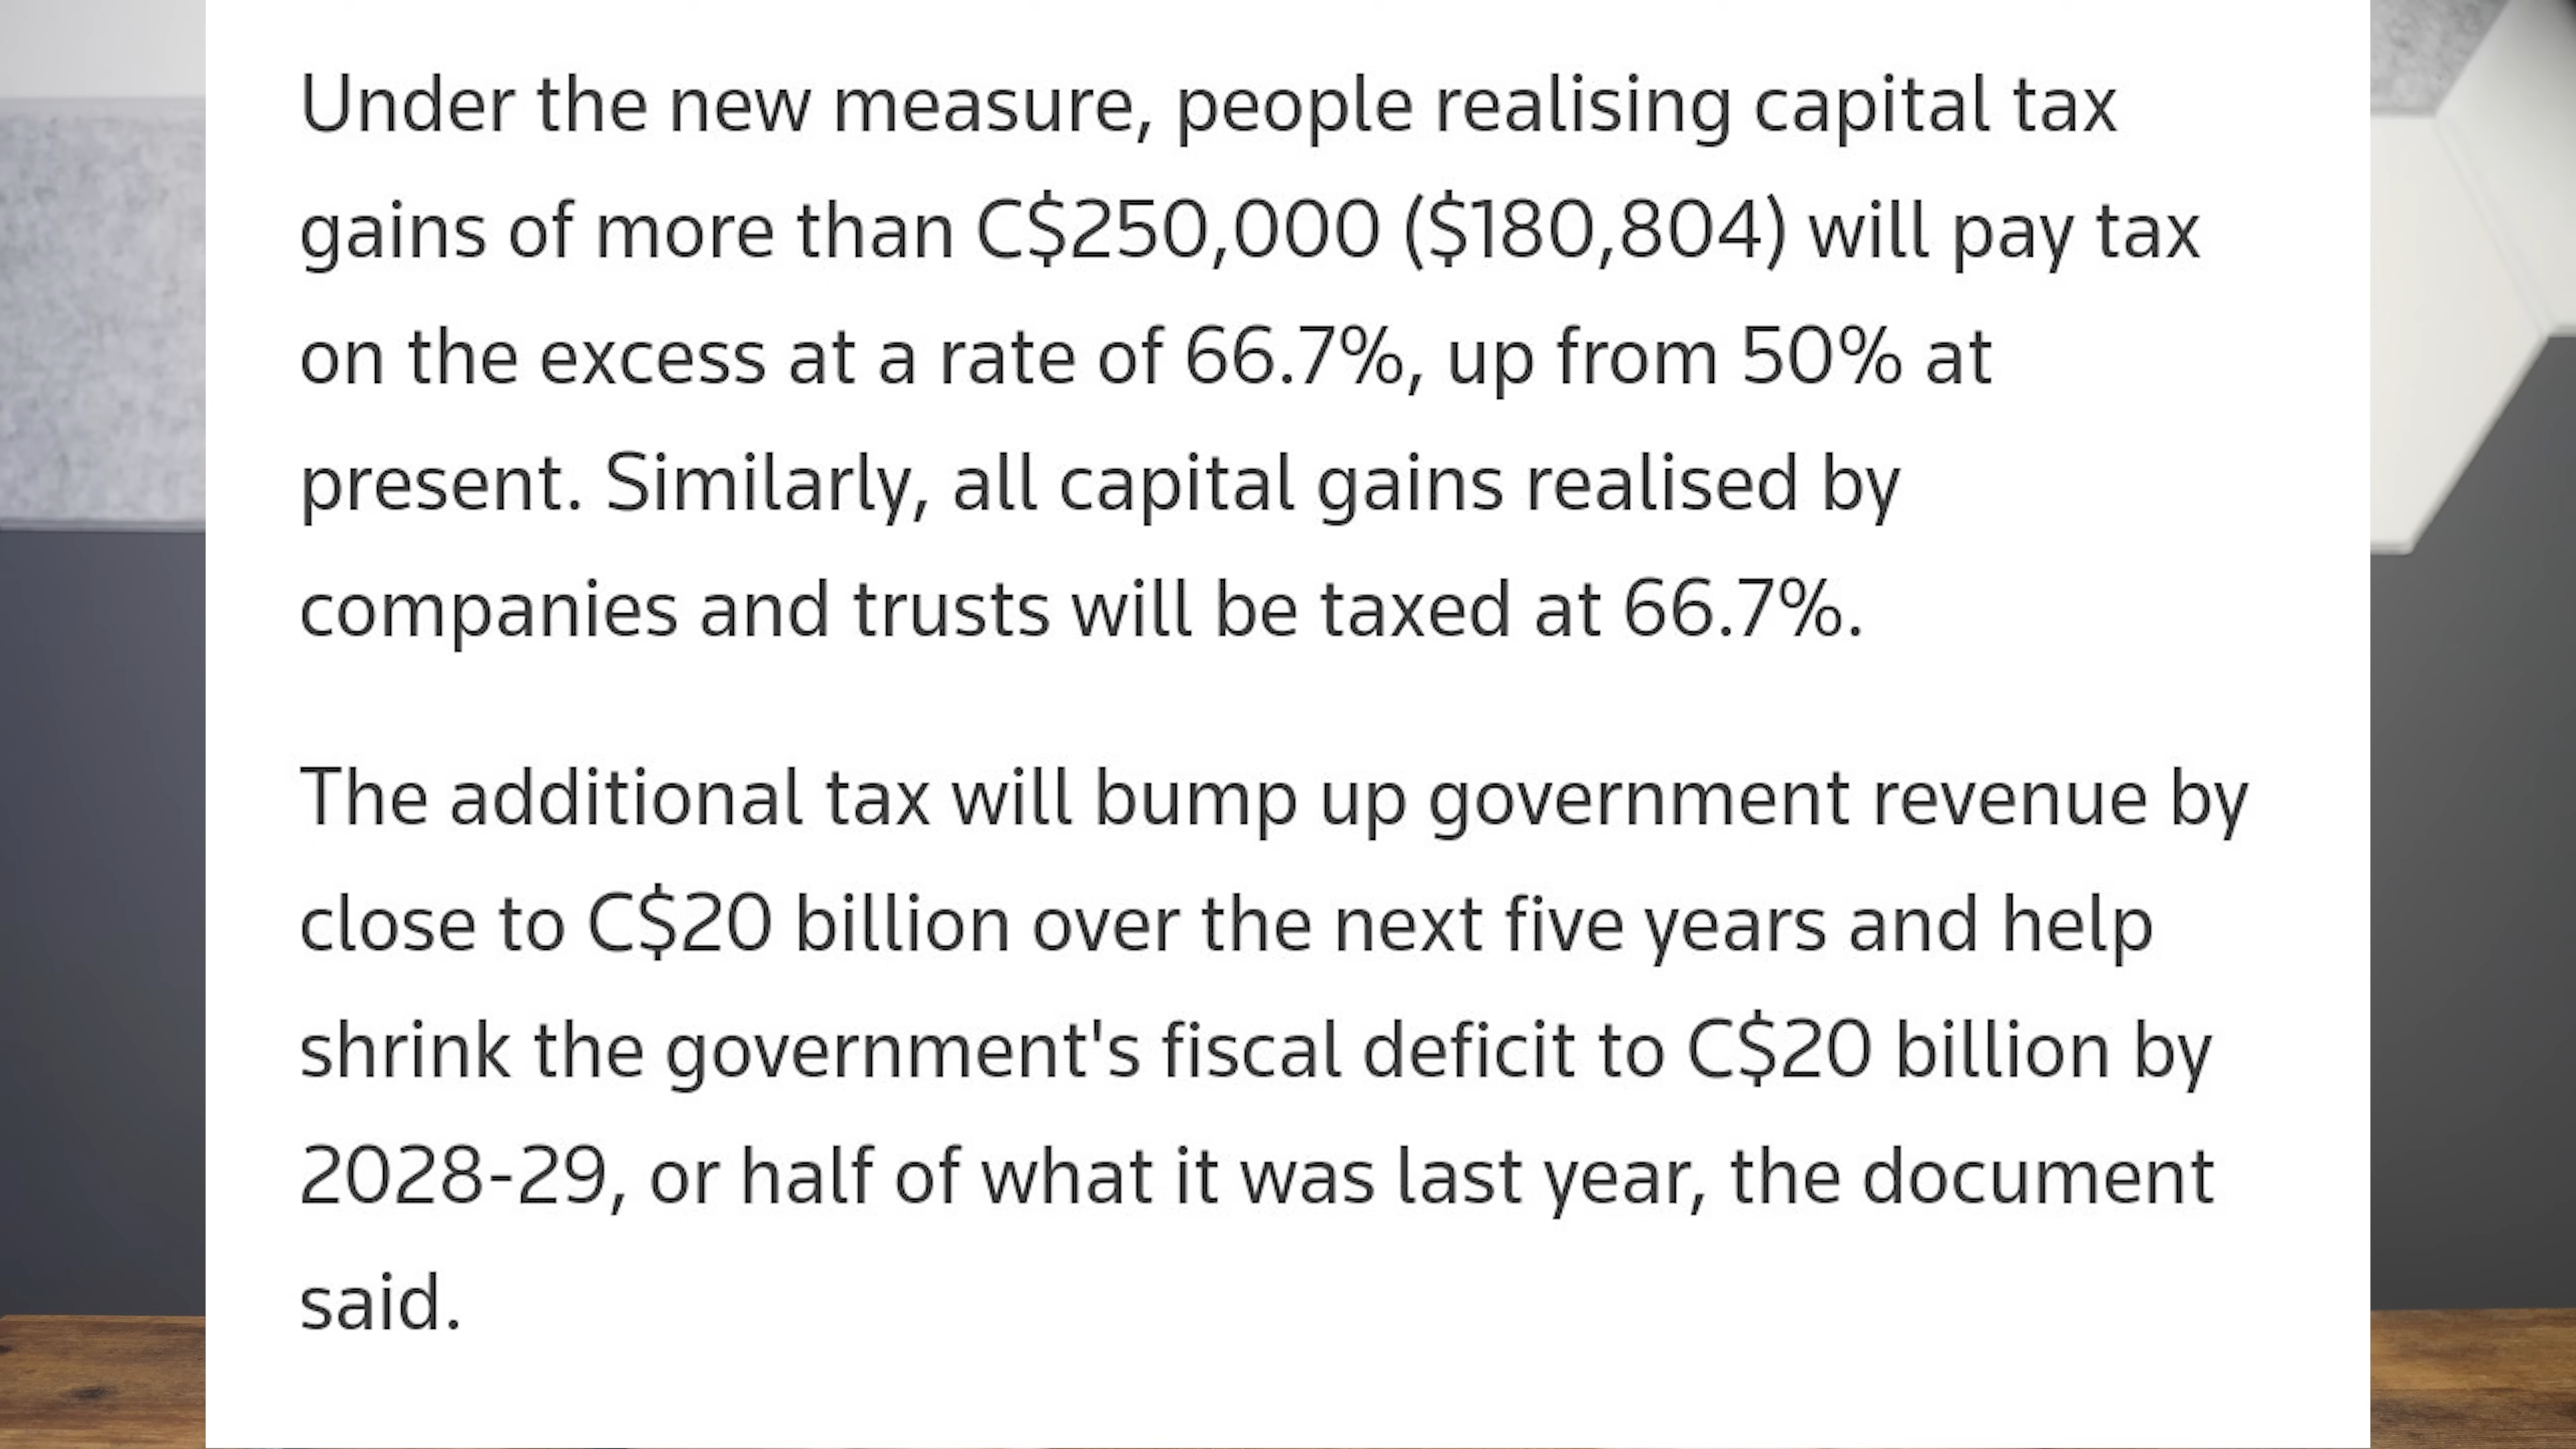 Under the new measure, people realising capital tax
gains of more than C$250,000 ($180,804) will pay tax
on the excess at a rate of 66.7%, up from 50% at
present. Similarly, all capital gains realised by
companies and trusts will be taxed at 66.7%.
The additional tax will bump up government revenue by
close to C$20 billion over the next five years and help
shrink the government's fiscal deficit to C$20 billion by
2028-29, or half of what it was last year, the document
said.